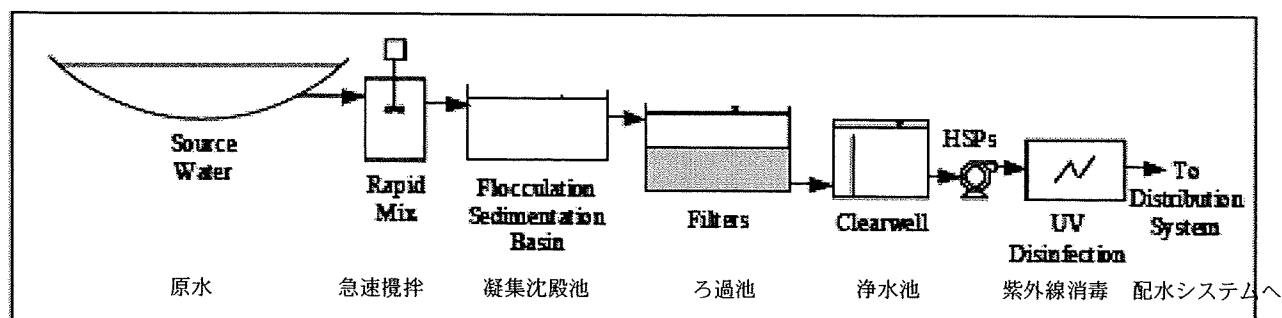 Source
Water
Rapid
Mix
Flocculation
Sedimentation
Basin
Filters
Clearwell
HSPs
UV
Disinfection
To
Distribution
System
原水
急速攪拌
凝集沈殿池
ろ過池
浄水池
紫外線消毒
配水システムへ